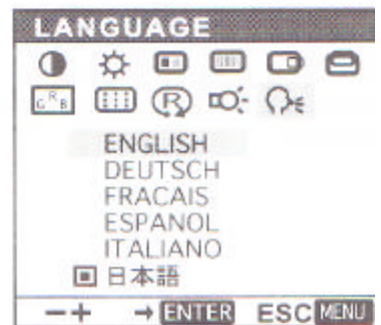 LANGUAGE
G R B R
ENGLISH
DEUTSCH
FRACAIS
ESPANOL
ITALIANO
日本語
-+ → ENTER ESC MENU